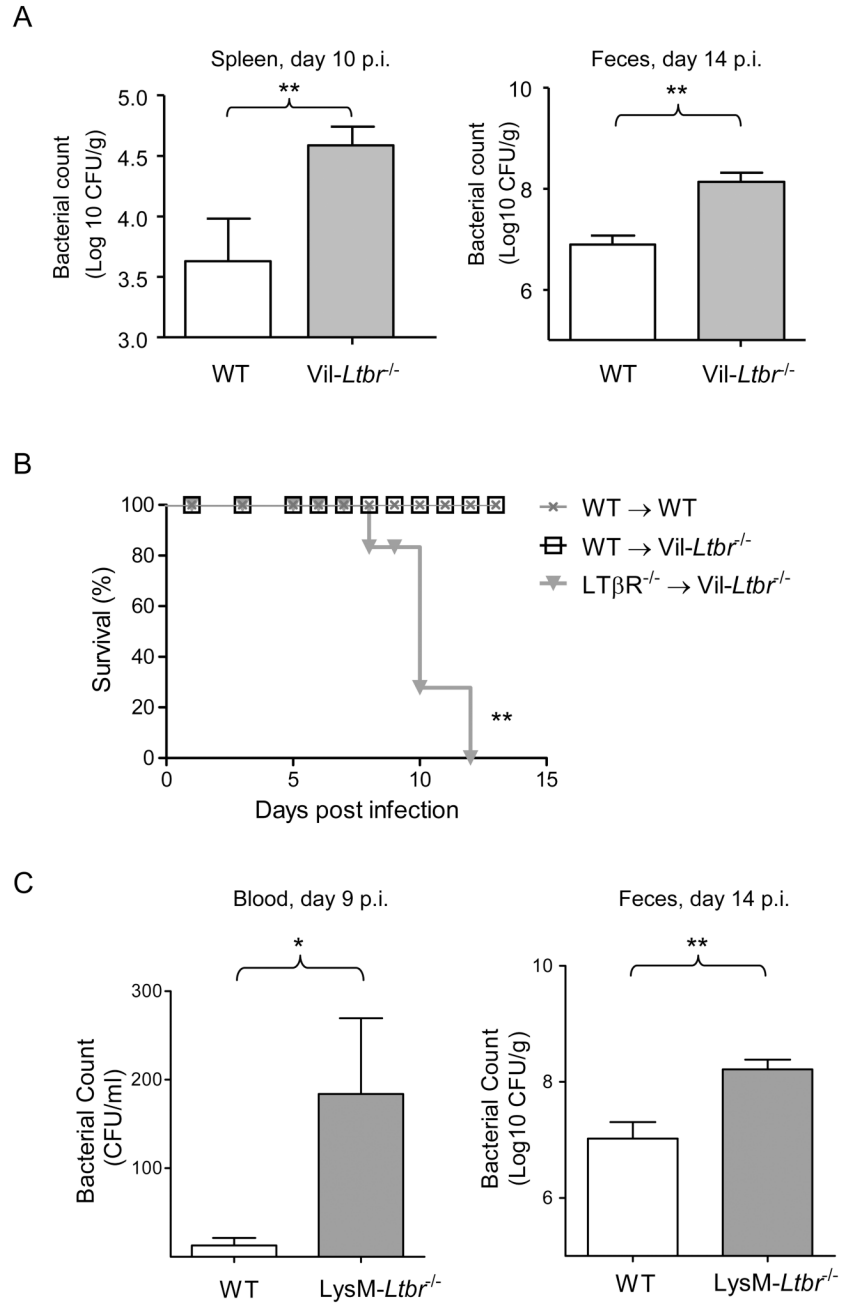 A
Spleen, day 10 p.i.
**
Bacterial count
(Log 10 CFU/g)
5.0
4.5
4.0
3.5
3.0
WT
Vil-Ltbr-/-
Feces, day 14 p.i.
**
Bacterial count
(Log10 CFU/g)
10
8
6
WT
Vil-Ltbr-/-
B
Survival (%)
100
80
60
40
20
0
0
5
10
15
**
Days post infection
WT → WT
WT → Vil-Ltbr-/-
LTβR-/- → Vil-Ltbr-/-
C
Blood, day 9 p.i.
*
Bacterial Count
(CFU/ml)
300
200
100
WT
LysM-Ltbr-/-
Feces, day 14 p.i.
**
Bacterial Count
(Log10 CFU/g)
10
8
6
WT
LysM-Ltbr-/-